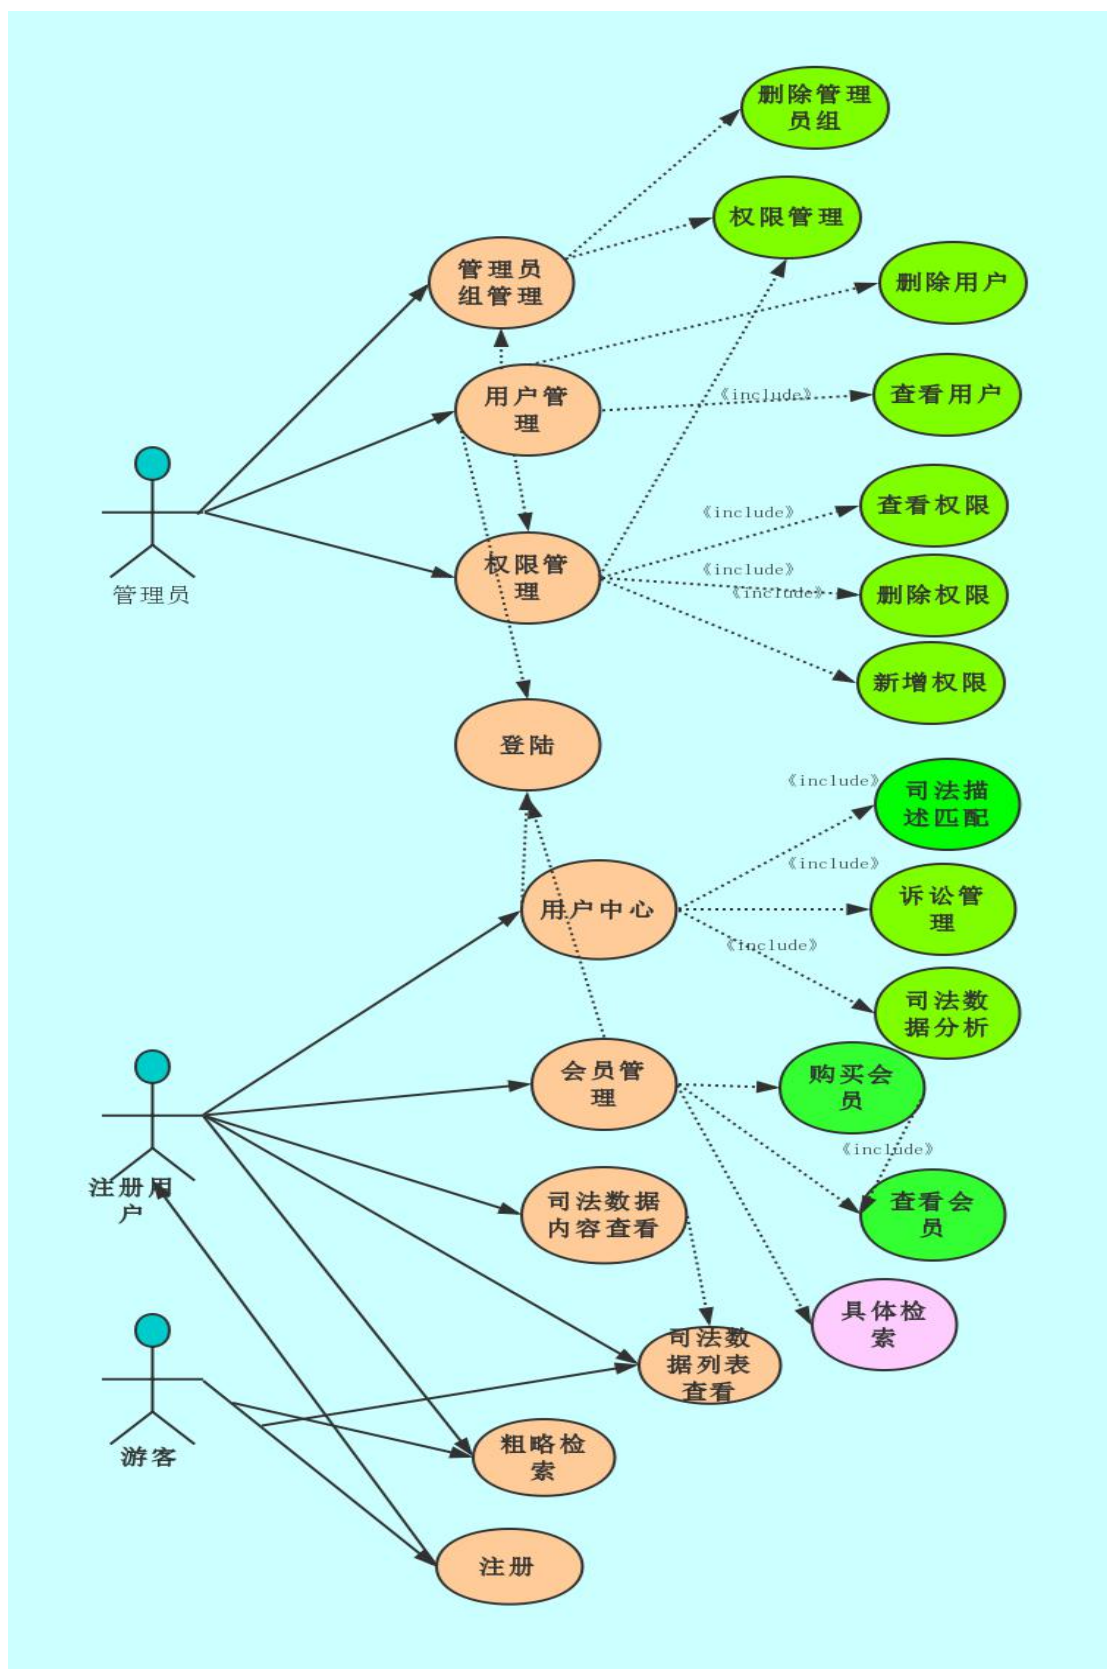 删除管理
员组
权限管理
管理员
组管理
删除用户
用户管
理
《include》
查看用户
《include》
查看权限
权限管
理
《include》
《include》
删除权限
管理员
新增权限
登陆
《include》
司法描
述匹配
《include》
用户中心
诉讼管
理
《include》
司法数
据分析
会员管
理
购买会
员
《include》
注册用
户
司法数据
内容查看
查看会
员
具体检
索
司法数
据列表
查看
游客
粗略检
索
注册